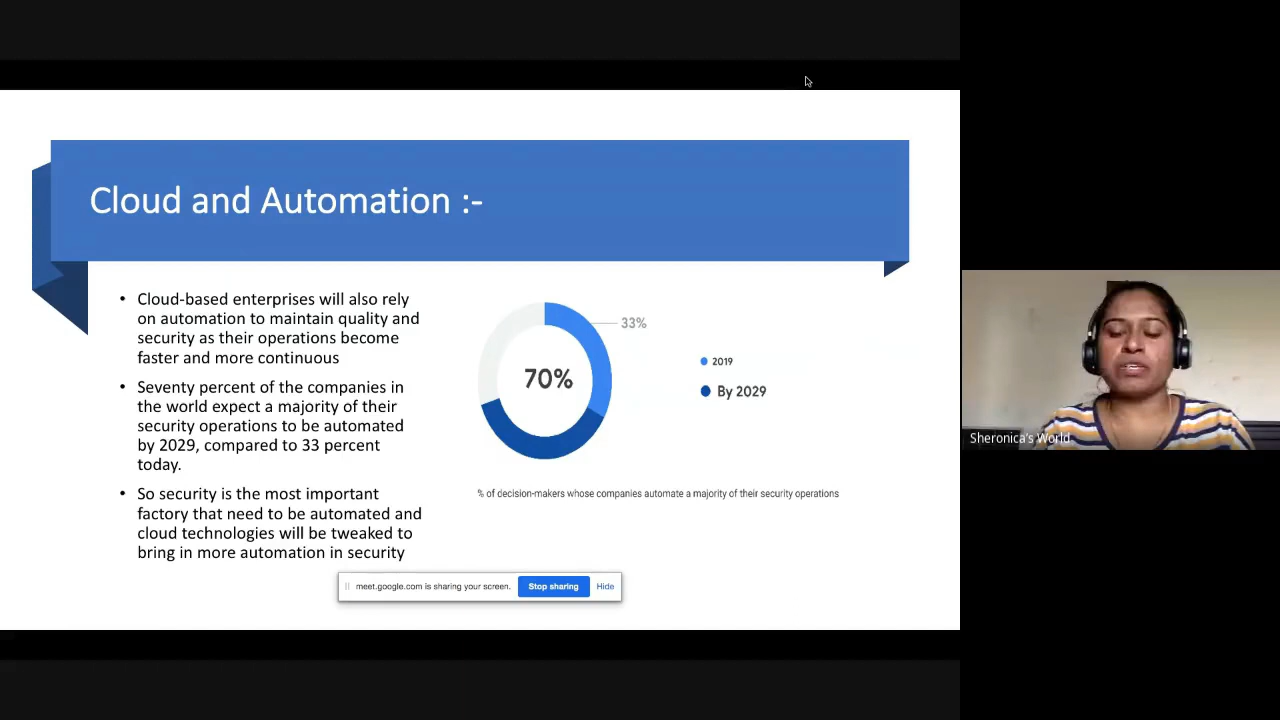 Cloud and Automation :-
• Cloud-based enterprises will also rely
on automation to maintain quality and
security as their operations become
faster and more continuous
• Seventy percent of the companies in
the world expect a majority of their
security operations to be automated
by 2029, compared to 33 percent
today.
• So security is the most important
factory that need to be automated and
cloud technologies will be tweaked to
bring in more automation in security
33%
70%
2019
By 2029
% of decision-makers whose companies automate a majority of their security operations
meet.google.com is sharing your screen. Stop sharing Hide
Sheronica's World